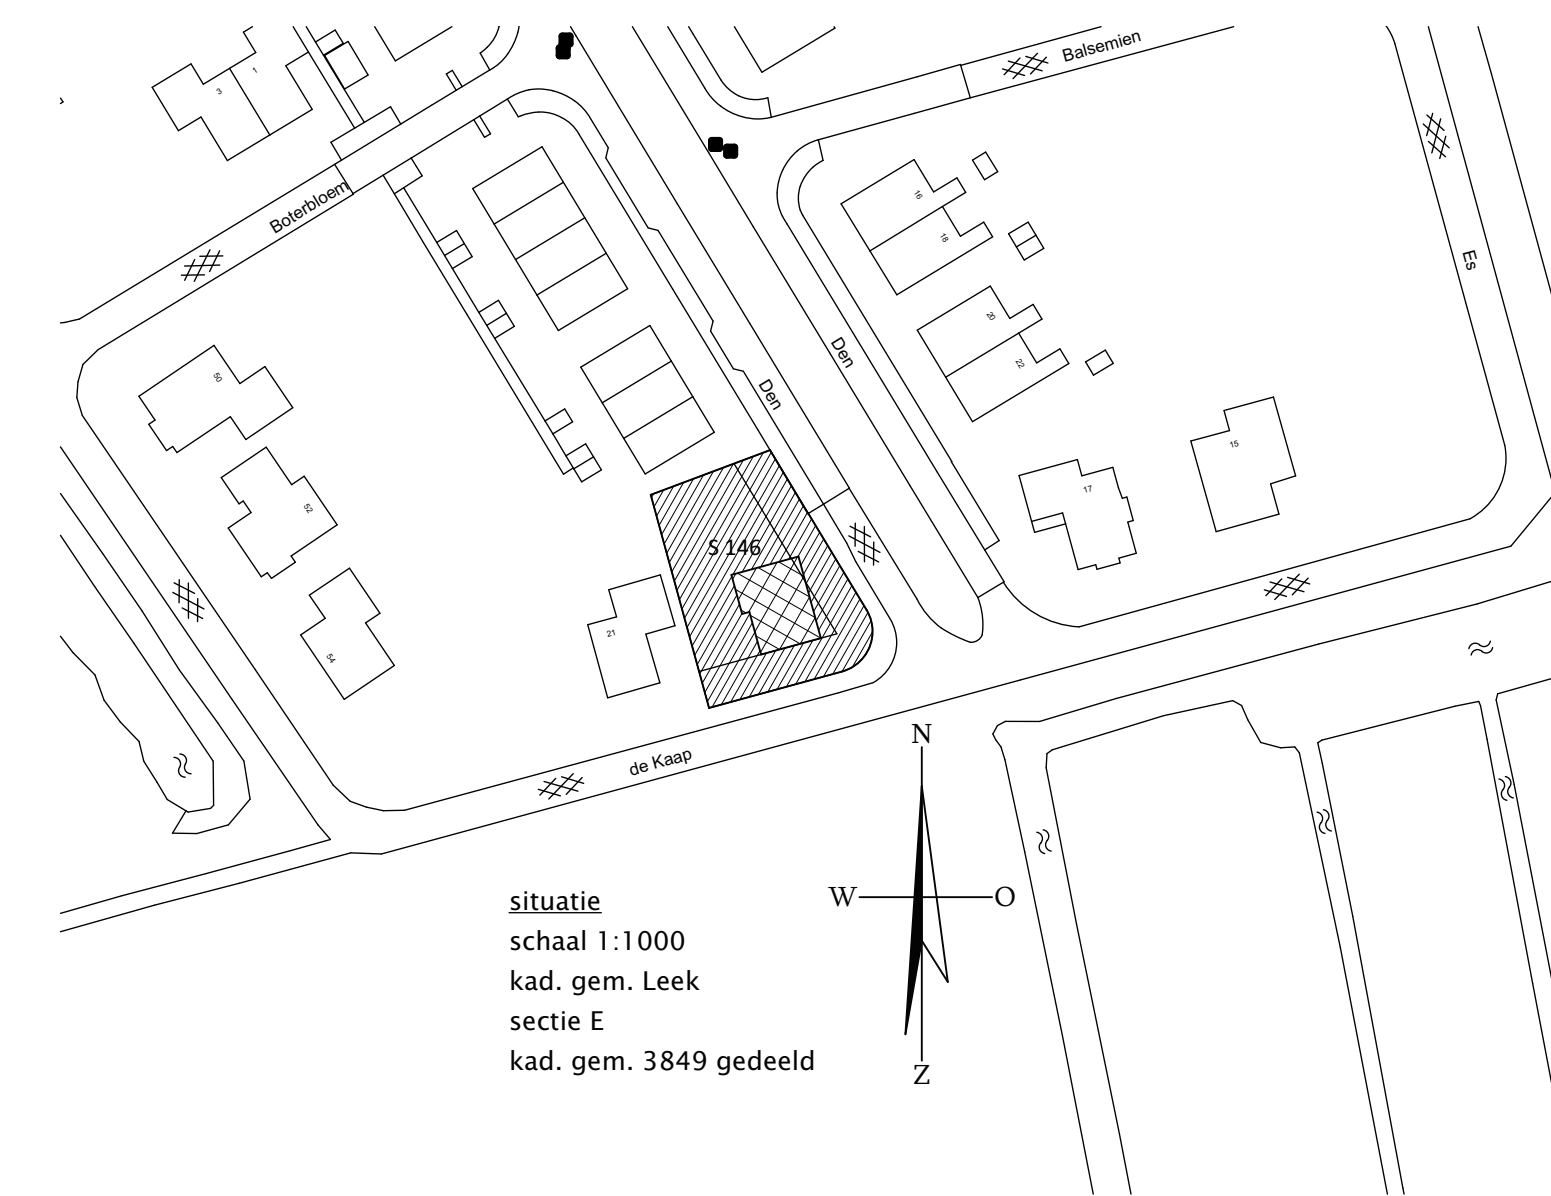 Balsemien
1
3
Boterbloem
16
18
Es
20
22
Den
Den
50
15
17
52
S 146
21
54
N
de Kaap
W
O
Z
situatie
schaal 1:1000
kad. gem. Leek
sectie E
kad. gem. 3849 gedeeld